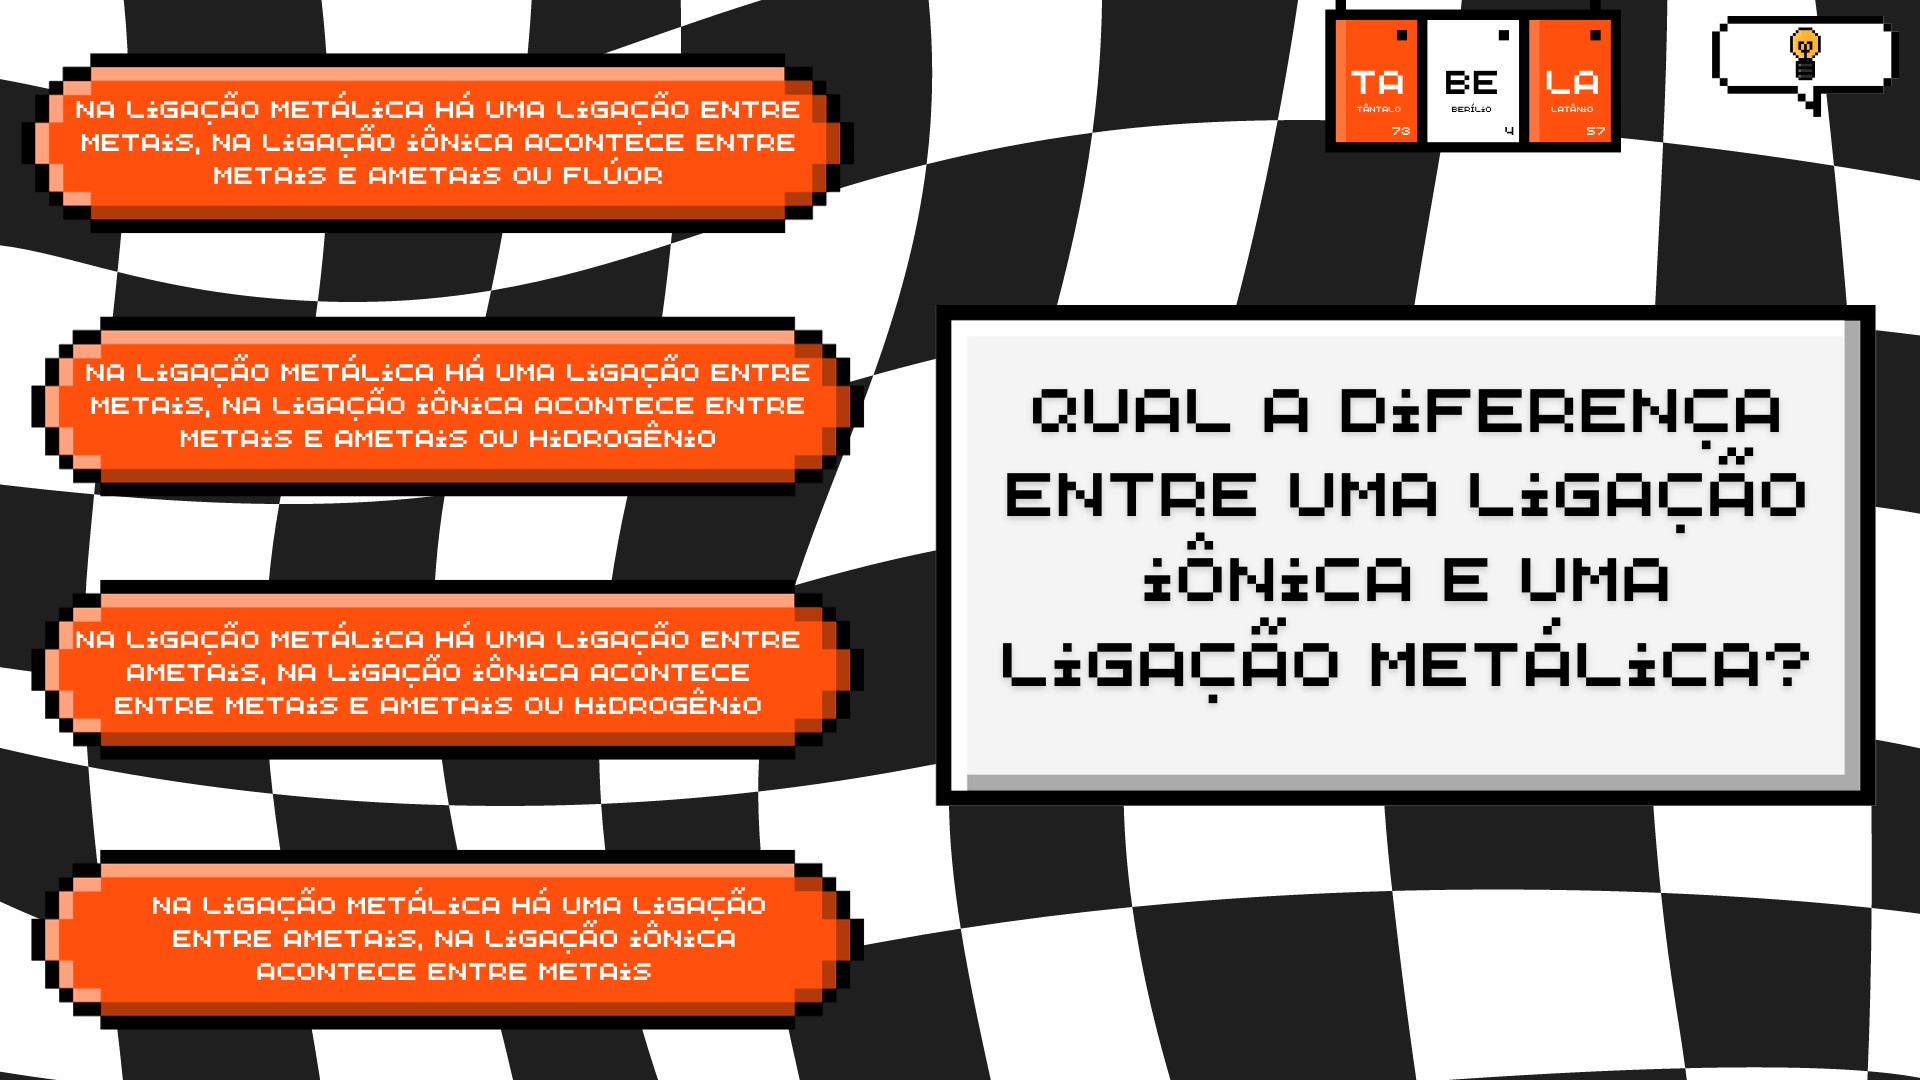 NA LIGAÇÃO METÁLICA HÁ UMA LIGAÇÃO ENTRE
METAIS, NA LIGAÇÃO IÔNICA ACONTECE ENTRE
METAIS E AMETAIS OU FLÚOR
NA LIGAÇÃO METÁLICA HÁ UMA LIGAÇÃO ENTRE
METAIS, NA LIGAÇÃO IÔNICA ACONTECE ENTRE
METAIS E AMETAIS OU HIDROGÊNIO
NA LIGAÇÃO METÁLICA HÁ UMA LIGAÇÃO ENTRE
AMETAIS, NA LIGAÇÃO IÔNICA ACONTECE
ENTRE METAIS E AMETAIS OU HIDROGÊNIO
NA LIGAÇÃO METÁLICA HÁ UMA LIGAÇÃO
ENTRE AMETAIS, NA LIGAÇÃO IÔNICA
ACONTECE ENTRE METAIS
TA BE LA
TÂNTALO BERÍLIO LATÂNIO
73 4 57
QUAL A DIFERENÇA
ENTRE UMA LIGAÇÃO
IÔNICA E UMA
LIGAÇÃO METÁLICA?